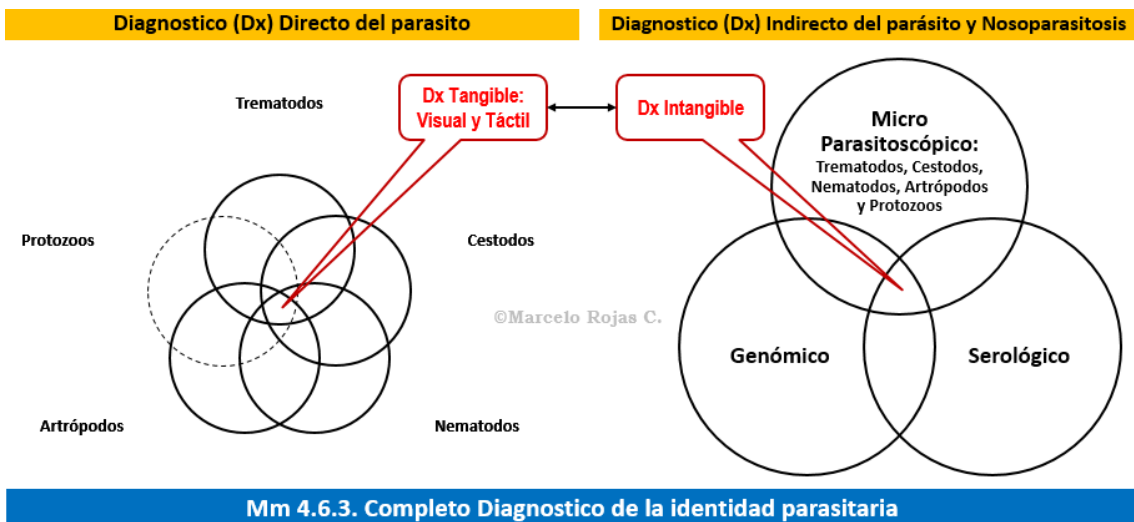 Diagnostico (Dx) Directo del parasito
Diagnostico (Dx) Indirecto del parásito y Nosoparasitosis
Trematodos
Dx Tangible:
Visual y Táctil
Dx Intangible
Micro
Parasitoscópico:
Trematodos, Cestodos,
Nematodos, Artrópodos
y Protozoos
Protozoos
Cestodos
©Marcelo Rojas C.
Genómico
Serológico
Artrópodos
Nematodos
Mm 4.6.3. Completo Diagnostico de la identidad parasitaria